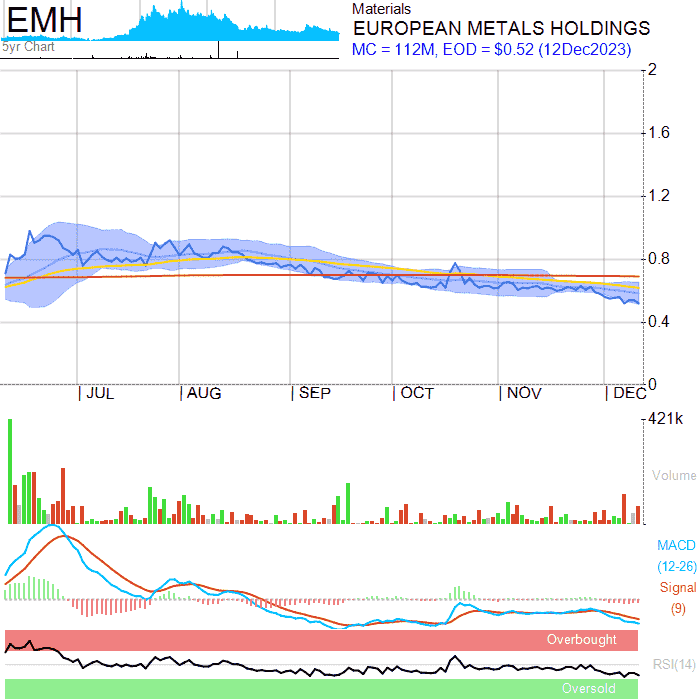 EMH
5yr Chart
Materials
EUROPEAN METALS HOLDINGS
MC = 112M, EOD = $0.52 (12Dec2023)
2
1.6
1.2
0.8
0.4
0
JUL
AUG
SEP
OCT
NOV
DEC
421k
Volume
MACD
(12-26)
Signal
(9)
Overbought
RSI(14)
Oversold